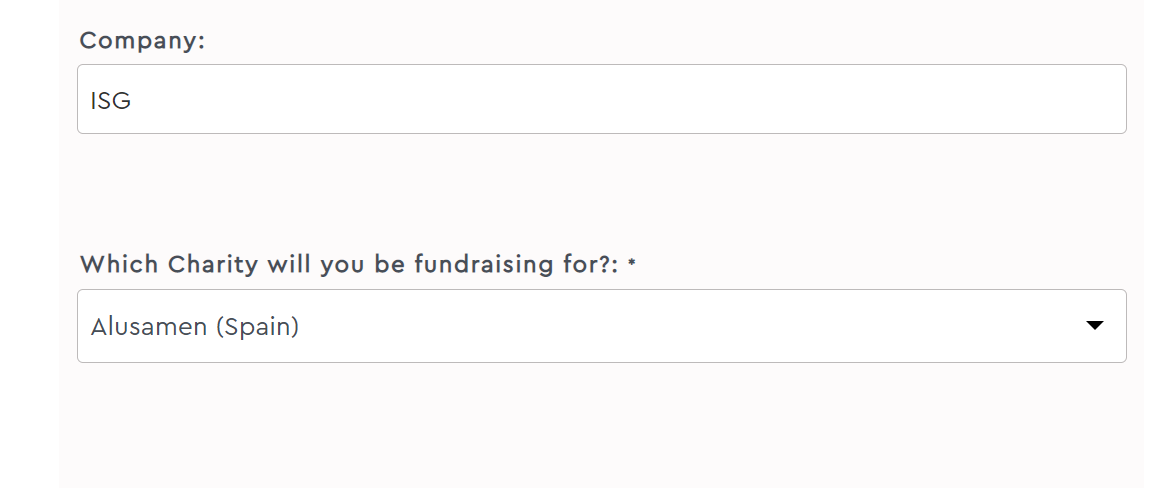 Company:
ISG
Which Charity will you be fundraising for?: *
Alusamen (Spain)